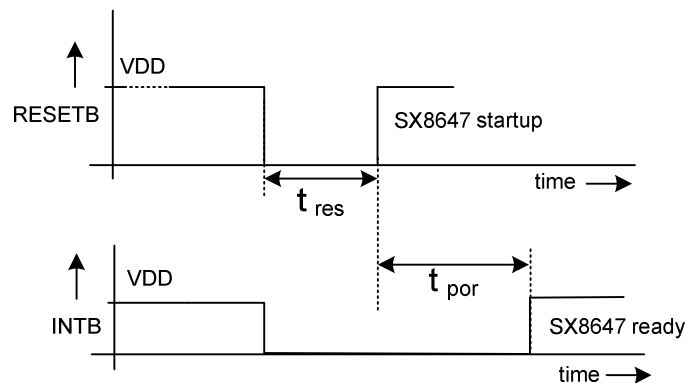 VDD
RESETB
SX8647 startup
time
t res
VDD
t por
INTB
SX8647 ready
time